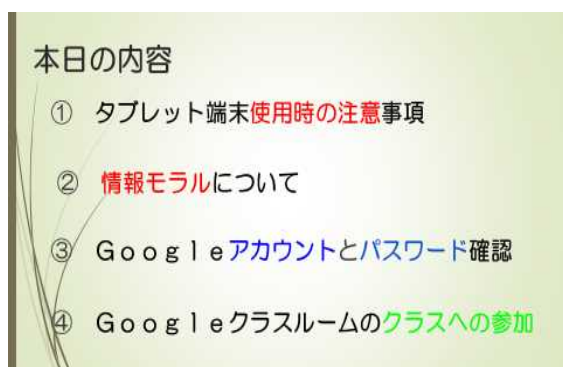 本日の内容
① タブレット端末使用時の注意事項
② 情報モラルについて
③ Ｇｏｏｇｌｅアカウントとパスワード確認
④ Ｇｏｏｇｌｅクラスルームのクラスへの参加